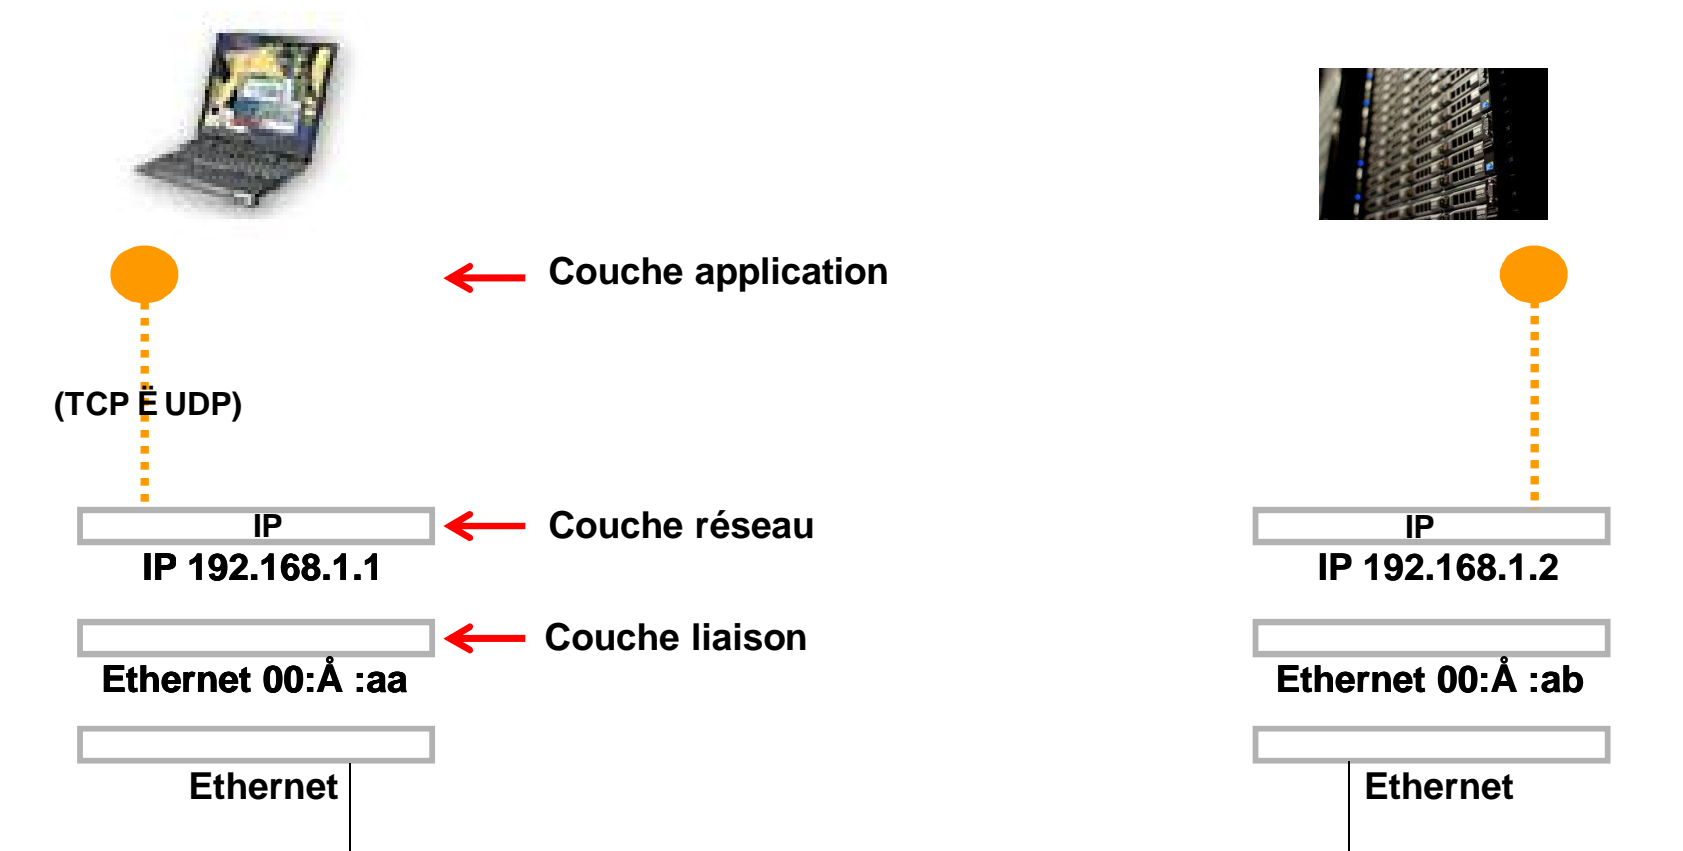 Couche application
(TCP Ë UDP)
IP
Couche réseau
IP
IP 192.168.1.1
IP 192.168.1.2
Couche liaison
Ethernet 00:Å :aa
Ethernet 00:Å :ab
Ethernet
Ethernet